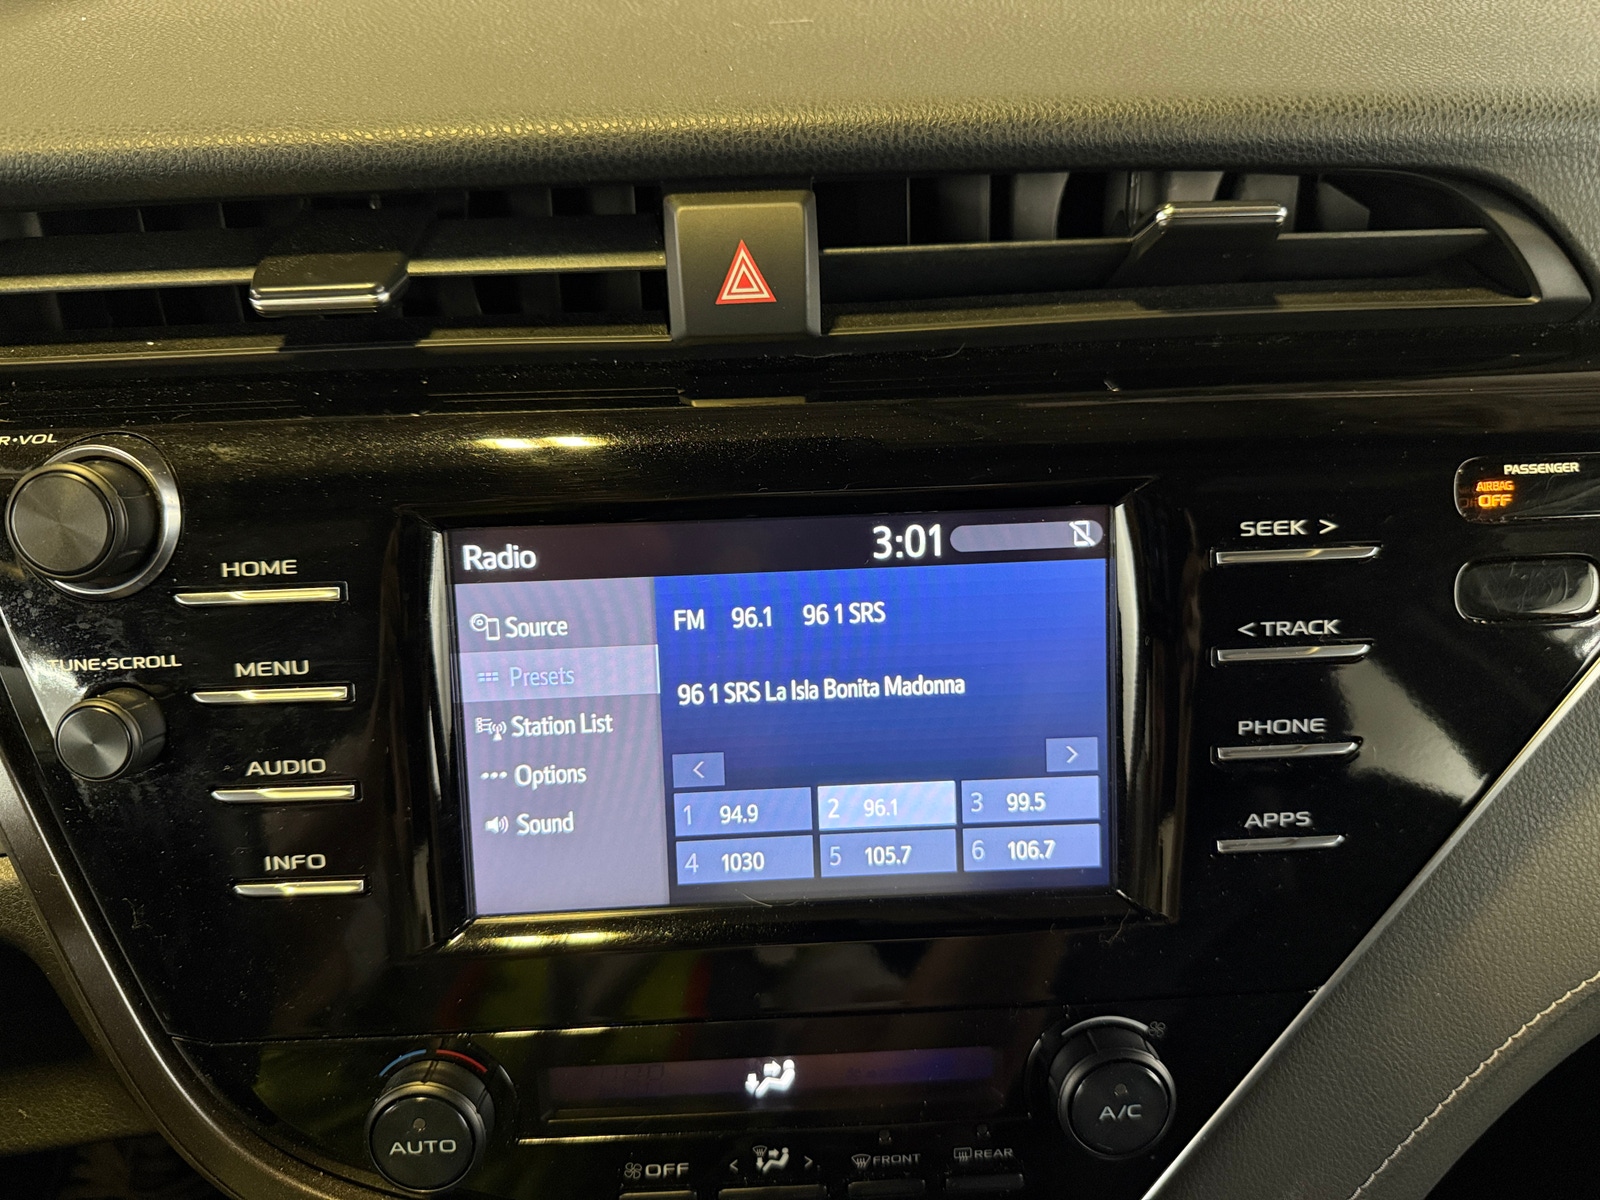 R•VOL
PASSENGER
AIRBAG
OFF
HOME
TUNE•SCROLL
MENU
AUDIO
INFO
Radio
3:01
Source
Presets
Station List
Options
Sound
FM 96.1 96 1 SRS
96 1 SRS La Isla Bonita Madonna
<
>
1 94.9
2 96.1
3 99.5
4 1030
5 105.7
6 106.7
SEEK >
< TRACK
PHONE
APPS
AUTO
A/C
OFF
< >
FRONT
REAR